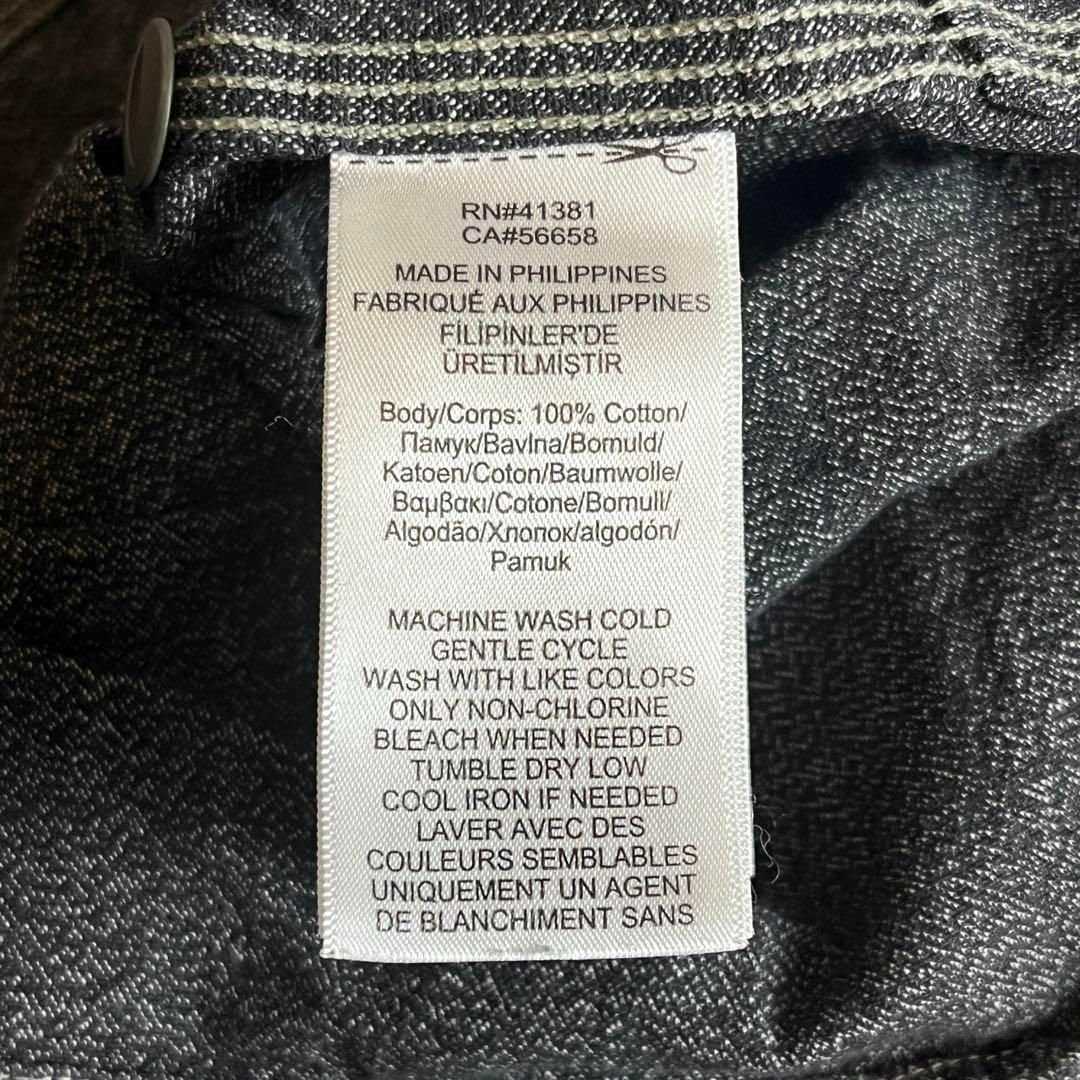 RN#41381
CA#56658
MADE IN PHILIPPINES
FABRIQUÉ AUX PHILIPPINES
FİLİPİNLER'DE
ÜRETİLMİŞTİR
Body/Corps: 100% Cotton/
Памук/Bavlna/Bomuld/
Katoen/Coton/Baumwolle/
Βαμβακι/Cotone/Bomull/
Algodão/Хлопок/algodón/
Pamuk
MACHINE WASH COLD
GENTLE CYCLE
WASH WITH LIKE COLORS
ONLY NON-CHLORINE
BLEACH WHEN NEEDED
TUMBLE DRY LOW
COOL IRON IF NEEDED
LAVER AVEC DES
COULEURS SEMBLABLES
UNIQUEMENT UN AGENT
DE BLANCHIMENT SANS